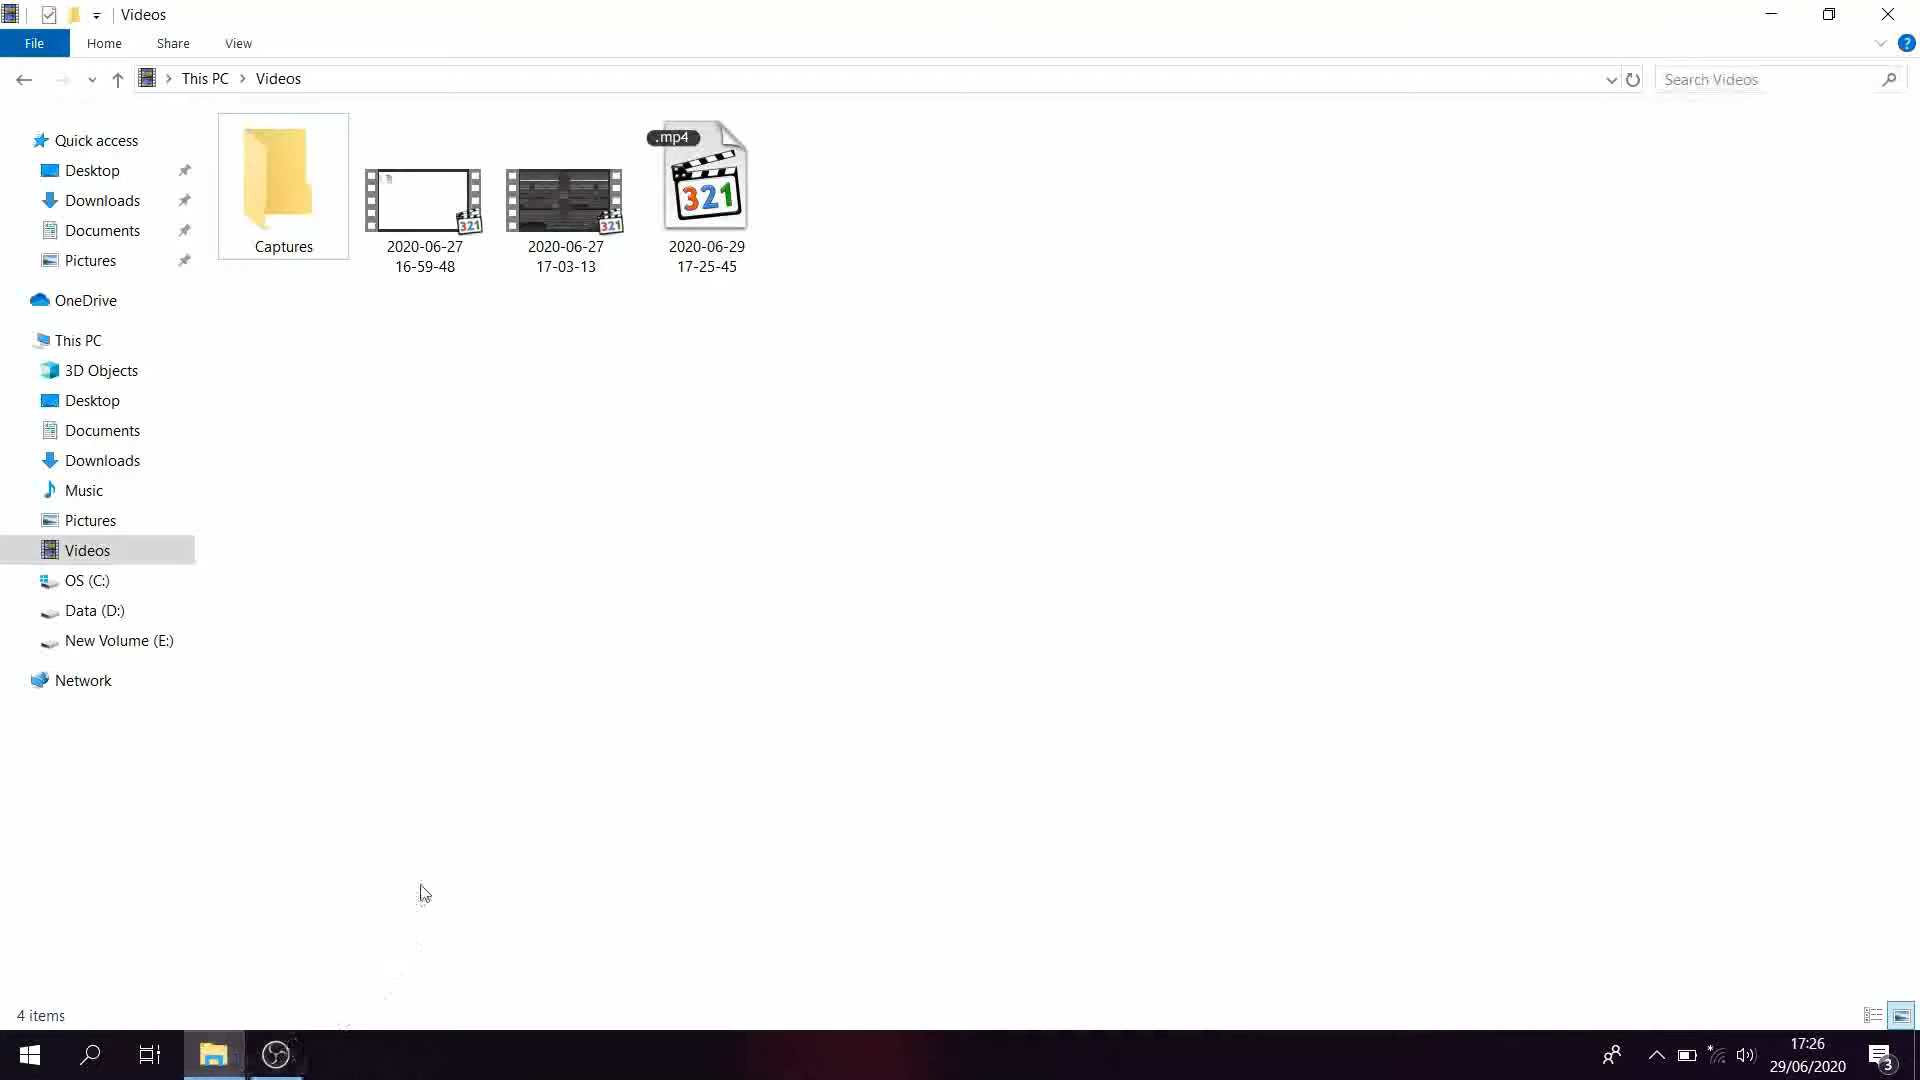 Videos
File Home Share View
This PC Videos
Search Videos
Quick access
Desktop
Downloads
Documents
Pictures
OneDrive
This PC
3D Objects
Desktop
Documents
Downloads
Music
Pictures
Videos
OS (C:)
Data (D:)
New Volume (E:)
Network
Captures
321
2020-06-27
16-59-48
321
2020-06-27
17-03-13
.mp4
321
2020-06-29
17-25-45
4 items
17:26
29/06/2020
3